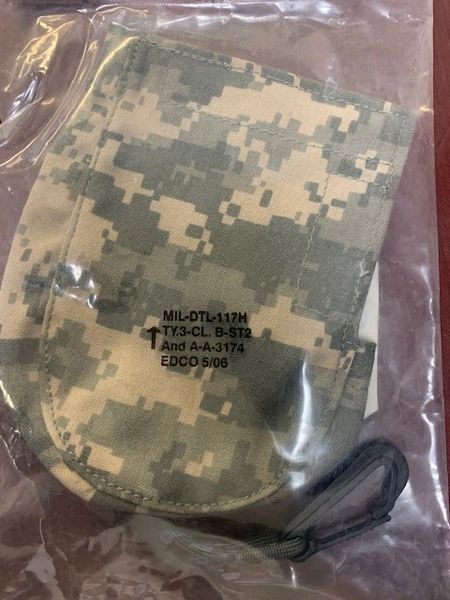 MIL-DTL-117H
TY.3-CL. B-ST2
And A-A-3174
EDCO 5/06